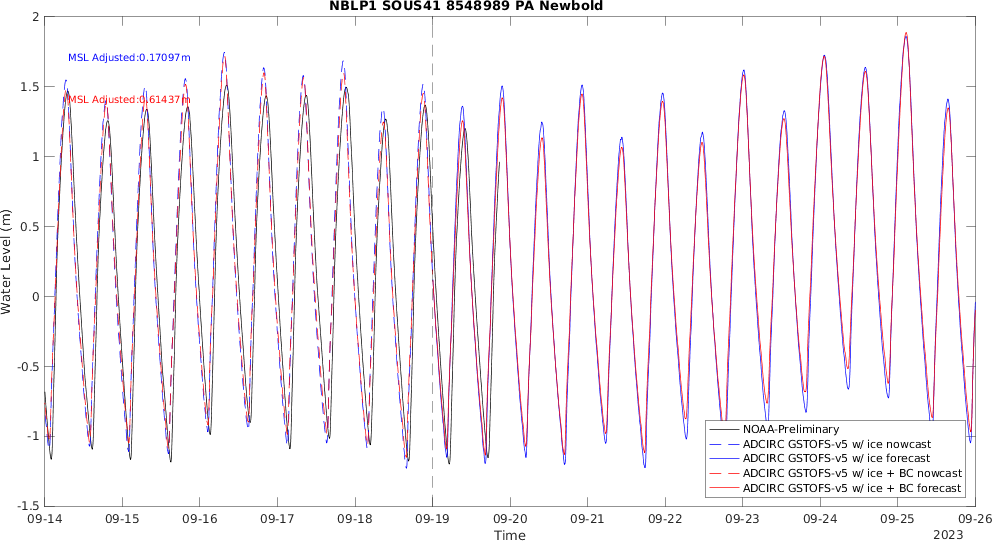 NBLP1 SOUS41 8548989 PA Newbold
MSL Adjusted:0.17097m
MSL Adjusted:0.61437m
Water Level (m)
2
1.5
1
0.5
0
-0.5
-1
-1.5
NOAA-Preliminary
ADCIRC GSTOFS-v5 w/ ice nowcast
ADCIRC GSTOFS-v5 w/ ice forecast
ADCIRC GSTOFS-v5 w/ ice + BC nowcast
ADCIRC GSTOFS-v5 w/ ice + BC forecast
09-14 09-15 09-16 09-17 09-18 09-19 09-20 09-21 09-22 09-23 09-24 09-25 09-26
Time
2023